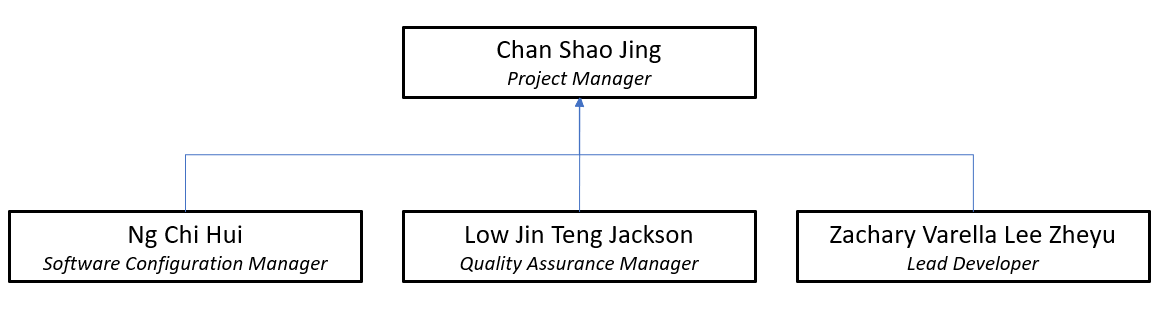 Chan Shao Jing
Project Manager
Ng Chi Hui
Software Configuration Manager
Low Jin Teng Jackson
Quality Assurance Manager
Zachary Varella Lee Zheyu
Lead Developer